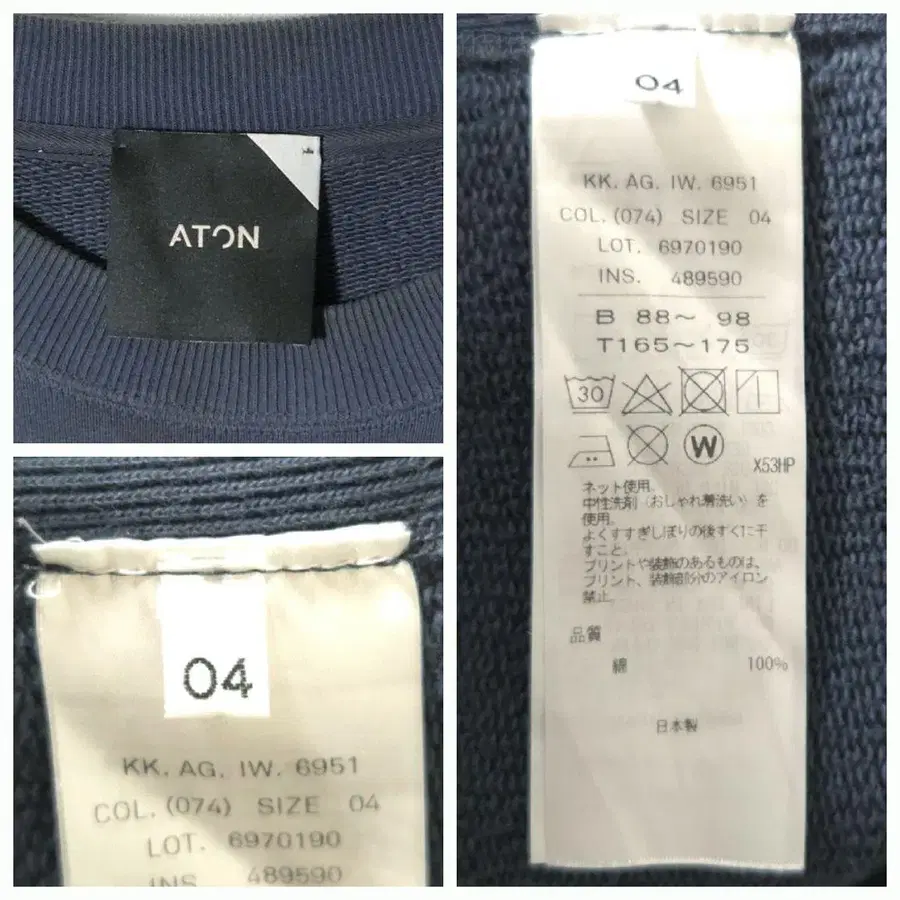 ATON
04
KK. AG. IW. 6951
COL. (074) SIZE 04
LOT. 6970190
INS. 489590
04
KK. AG. IW. 6951
COL. (074) SIZE 04
LOT. 6970190
INS. 489590
B 88～ 98
T165～175
30
W
X53HP
ネット使用。
中性洗剤（おしゃれ着洗い）を
使用。
よくすすぎしぼりの後すぐに干
すこと。
プリントや装飾のあるものは、
プリント、装飾部分のアイロン
禁止。
品質
綿 100%
日本製